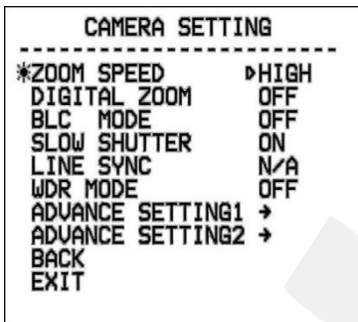 CAMERA SETTING
ZOOM SPEED HIGH
DIGITAL ZOOM OFF
BLC MODE OFF
SLOW SHUTTER ON
LINE SYNC N/A
WDR MODE OFF
ADVANCE SETTING1 →
ADVANCE SETTING2 →
BACK
EXIT